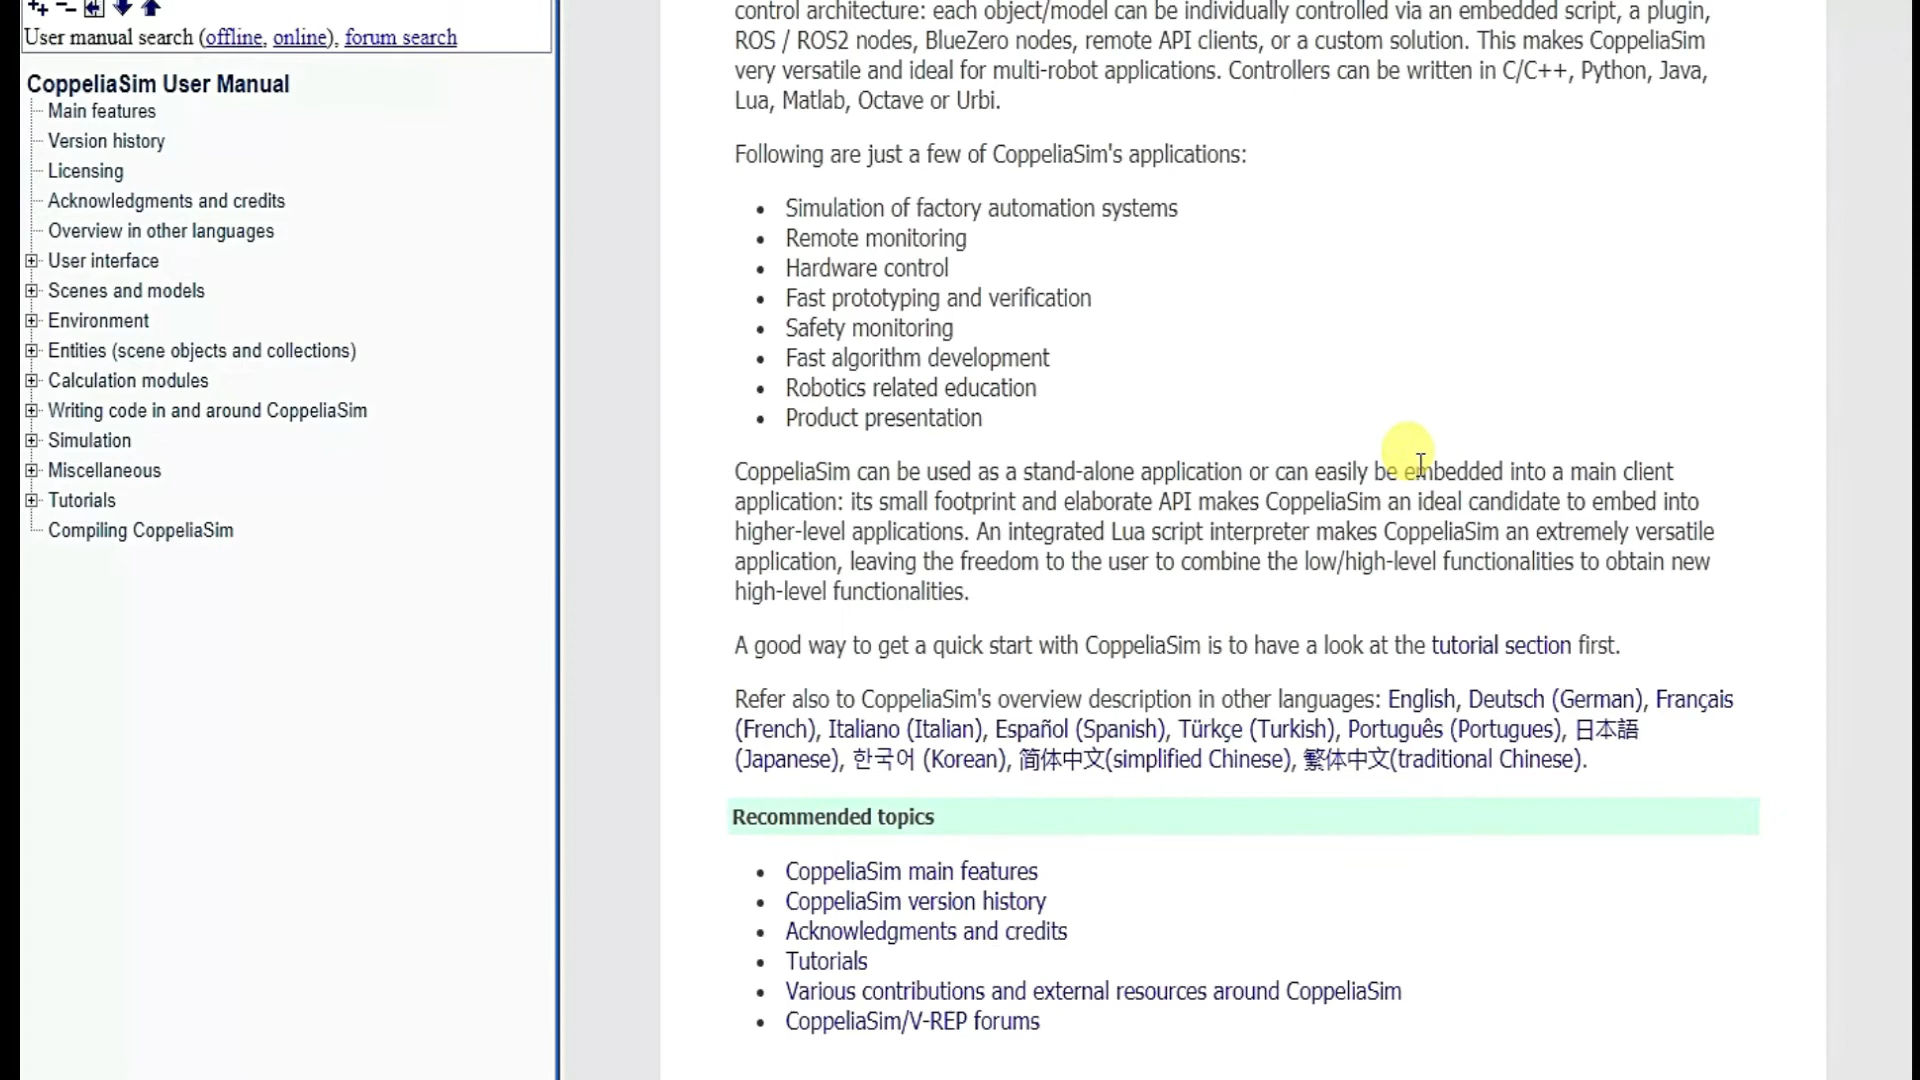 User manual search (offline, online), forum search
CoppeliaSim User Manual
Main features
Version history
Licensing
Acknowledgments and credits
Overview in other languages
User interface
Scenes and models
Environment
Entities (scene objects and collections)
Calculation modules
Writing code in and around CoppeliaSim
Simulation
Miscellaneous
Tutorials
Compiling CoppeliaSim
control architecture: each object/model can be individually controlled via an embedded script, a plugin,
ROS / ROS2 nodes, BlueZero nodes, remote API clients, or a custom solution. This makes CoppeliaSim
very versatile and ideal for multi-robot applications. Controllers can be written in C/C++, Python, Java,
Lua, Matlab, Octave or Urbi.
Following are just a few of CoppeliaSim's applications:
• Simulation of factory automation systems
• Remote monitoring
• Hardware control
• Fast prototyping and verification
• Safety monitoring
• Fast algorithm development
• Robotics related education
• Product presentation
CoppeliaSim can be used as a stand-alone application or can easily be embedded into a main client
application: its small footprint and elaborate API makes CoppeliaSim an ideal candidate to embed into
higher-level applications. An integrated Lua script interpreter makes CoppeliaSim an extremely versatile
application, leaving the freedom to the user to combine the low/high-level functionalities to obtain new
high-level functionalities.
A good way to get a quick start with CoppeliaSim is to have a look at the tutorial section first.
Refer also to CoppeliaSim's overview description in other languages: English, Deutsch (German), Français
(French), Italiano (Italian), Español (Spanish), Türkçe (Turkish), Português (Portugues), 日本語
(Japanese), 한국어 (Korean), 简体中文(simplified Chinese), 繁体中文(traditional Chinese).
Recommended topics
• CoppeliaSim main features
• CoppeliaSim version history
• Acknowledgments and credits
• Tutorials
• Various contributions and external resources around CoppeliaSim
• CoppeliaSim/V-REP forums